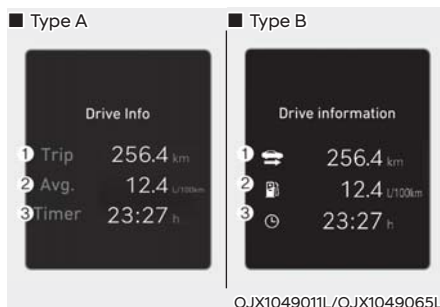 ■ Type A
Drive Info
1 Trip 256.4 km
2 Avg. 12.4 L/100km
3 Timer 23:27 h
■ Type B
Drive information
1 256.4 km
2 12.4 L/100km
3 23:27 h
OJX1049011L/OJX1049065L